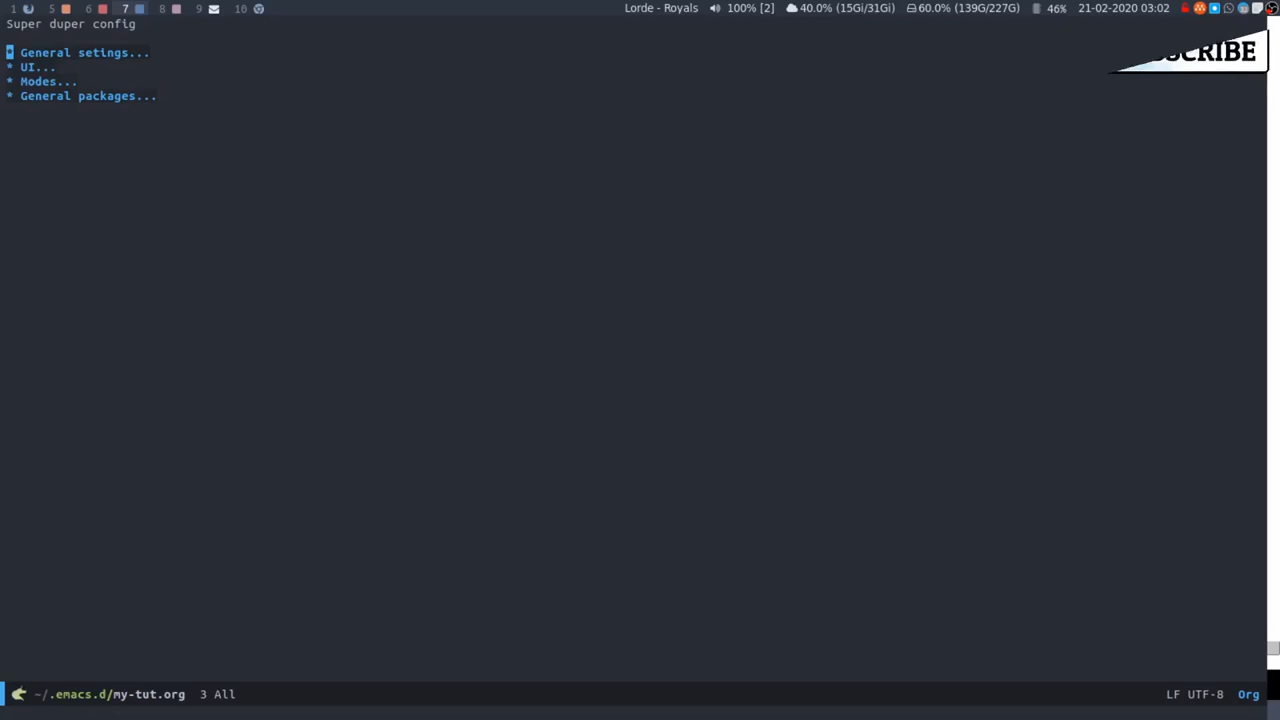 1 5 6 7 8 9 10 Lorde - Royals 100% [2] 40.0% (15Gi/31Gi) 60.0% (139G/227G) 46% 21-02-2020 03:02
Super duper config
* General setings...
* UI...
* Modes...
* General packages...
~/.emacs.d/my-tut.org 3 All LF UTF-8 Org